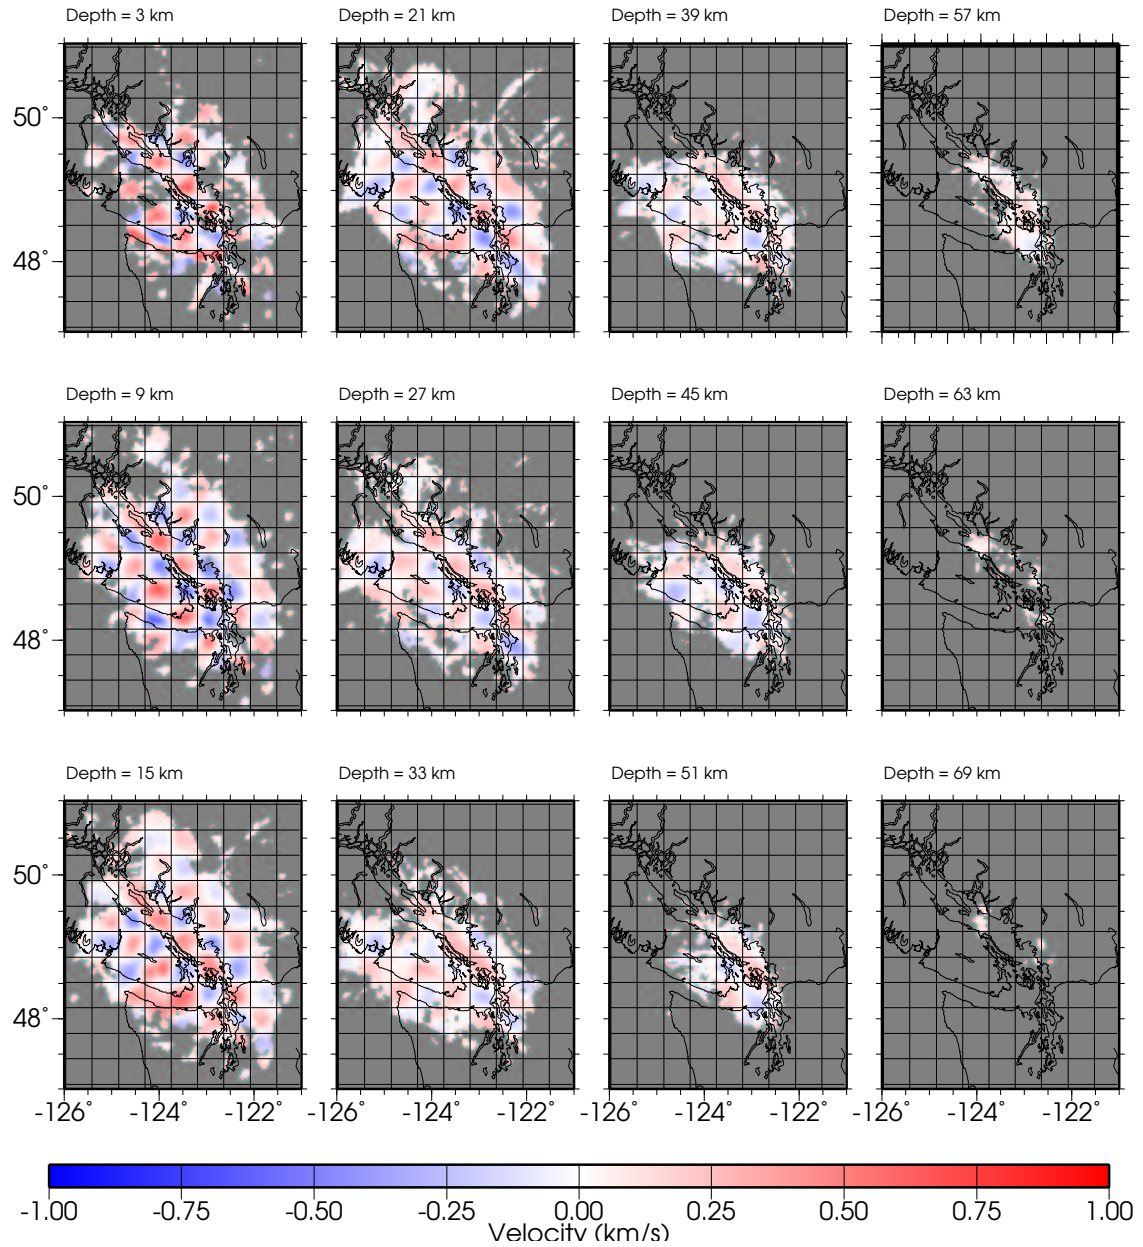 Depth = 3 km Depth = 21 km Depth = 39 km Depth = 57 km
50°
48°
Depth = 9 km Depth = 27 km Depth = 45 km Depth = 63 km
50°
48°
Depth = 15 km Depth = 33 km Depth = 51 km Depth = 69 km
50°
48°
-126° -124° -122° -126° -124° -122° -126° -124° -122° -126° -124° -122°
-1.00 -0.75 -0.50 -0.25 0.00 0.25 0.50 0.75 1.00
Velocity (km/s)